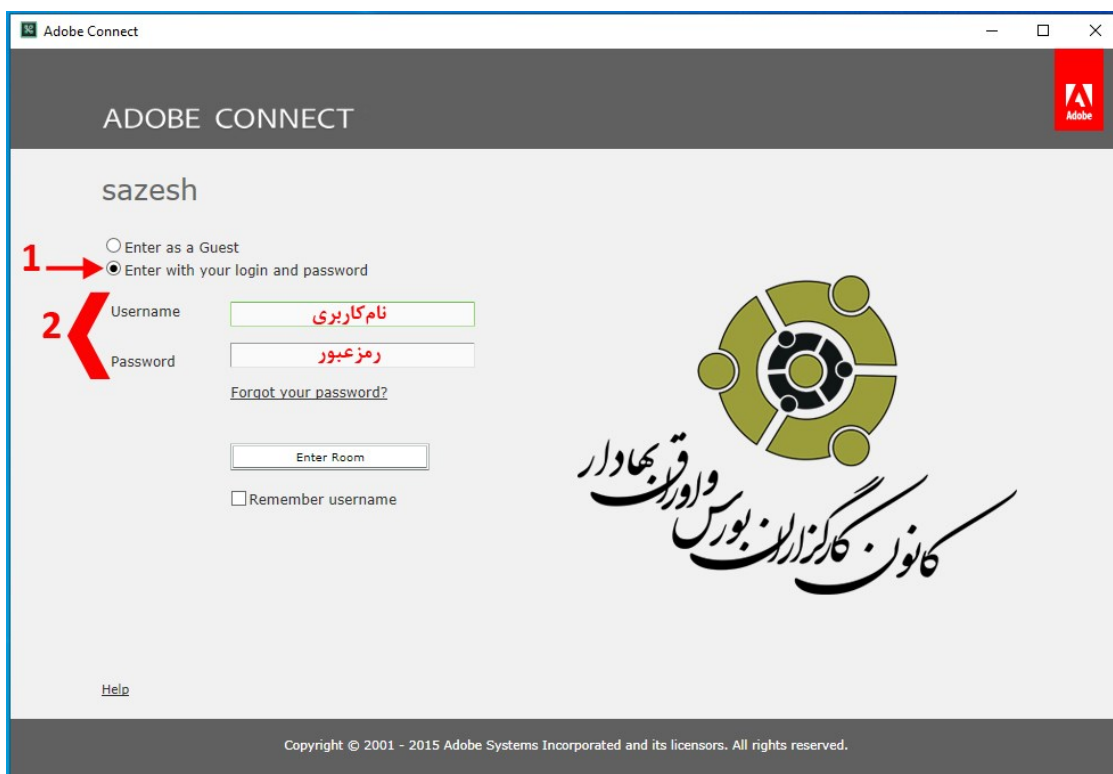 Adobe Connect
ADOBE CONNECT
Adobe
sazesh
Enter as a Guest
1
Enter with your login and password
2
Username
نام‌کاربری
Password
رمزعبور
Forgot your password?
Enter Room
Remember username
کانون کارگزاران بورس و اوراق بهادار
Help
Copyright © 2001 - 2015 Adobe Systems Incorporated and its licensors. All rights reserved.